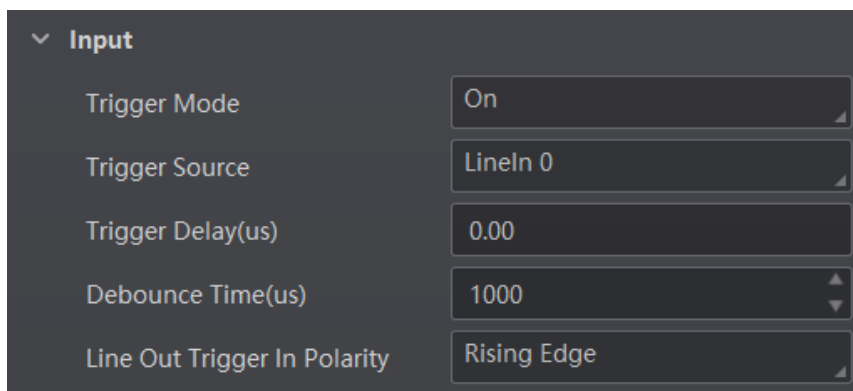 Input
Trigger Mode On
Trigger Source LineIn 0
Trigger Delay(us) 0.00
Debounce Time(us) 1000
Line Out Trigger In Polarity Rising Edge